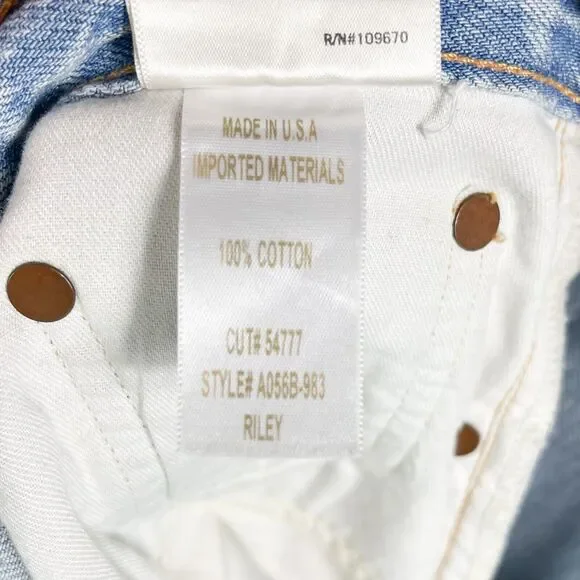 R/N#109670
MADE IN U.S.A
IMPORTED MATERIALS
100% COTTON
CUT# 54777
STYLE# A056B-983
RILEY